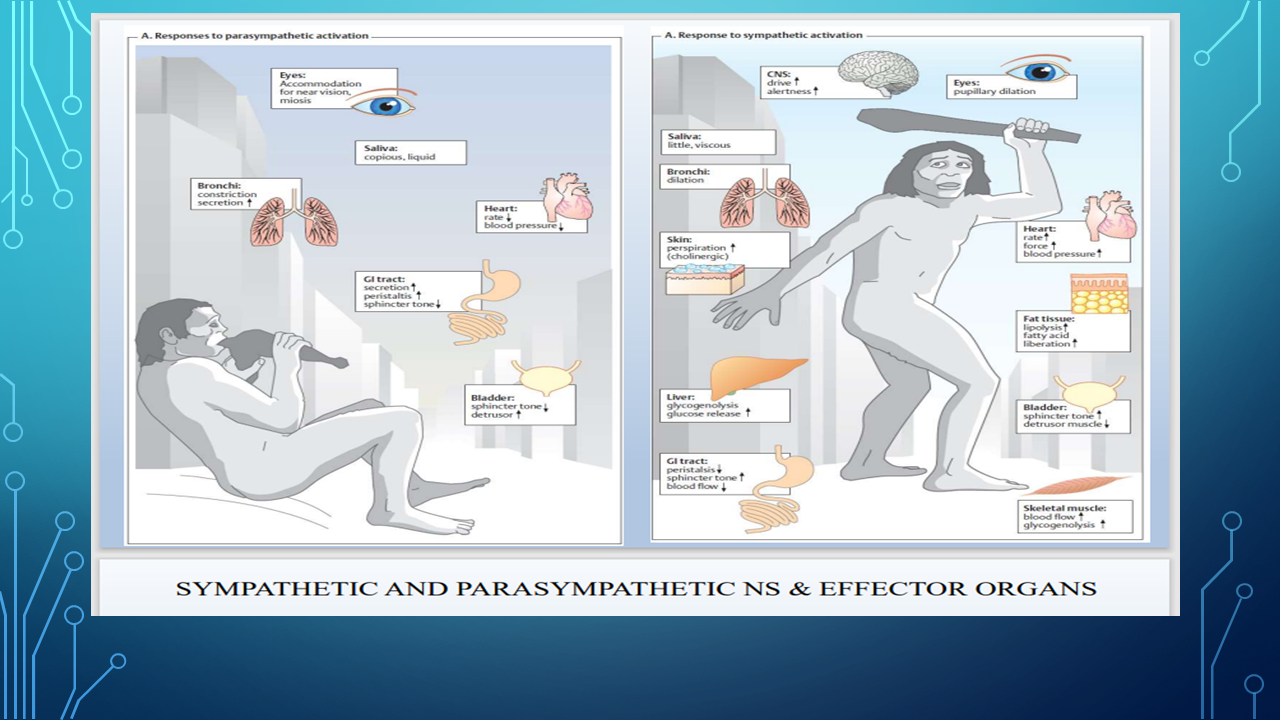 A. Responses to parasympathetic activation
Eyes:
Accommodation
for near vision,
miosis
Saliva:
copious, liquid
Bronchi:
constriction
secretion ↑
Heart:
rate ↓
blood pressure ↓
GI tract:
secretion ↑
peristaltis ↑
sphincter tone ↓
Bladder:
sphincter tone ↓
detrusor ↑
A. Response to sympathetic activation
CNS:
drive ↑
alertness ↑
Eyes:
pupillary dilation
Saliva:
little, viscous
Bronchi:
dilation
Skin:
perspiration ↑
(cholinergic)
Heart:
rate ↑
force ↑
blood pressure ↑
Fat tissue:
lipolysis ↑
fatty acid
liberation ↑
Liver:
glycogenolysis
glucose release ↑
Bladder:
sphincter tone ↑
detrusor muscle ↓
GI tract:
peristalsis ↓
sphincter tone ↑
blood flow ↓
Skeletal muscle:
blood flow ↑
glycogenolysis ↑
SYMPATHETIC AND PARASYMPATHETIC NS & EFFECTOR ORGANS